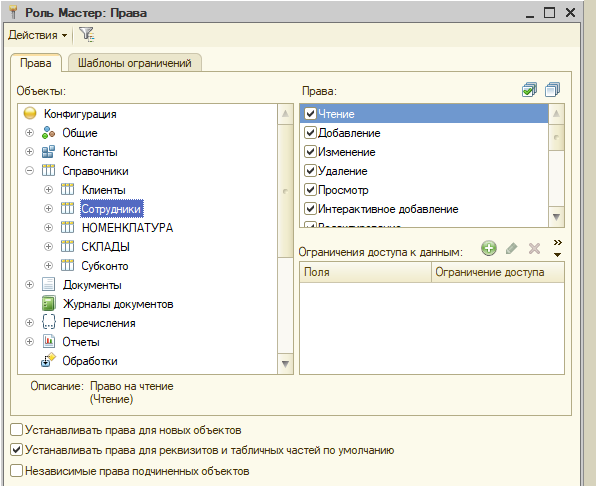 Роль Мастер: Права
Действия
Права
Шаблоны ограничений
Объекты:
Конфигурация
Общие
Константы
Справочники
Клиенты
Сотрудники
НОМЕНКЛАТУРА
СКЛАДЫ
Субконто
Документы
Журналы документов
Перечисления
Отчеты
Обработки
Права:
Чтение
Добавление
Изменение
Удаление
Просмотр
Интерактивное добавление
Ограничения доступа к данным:
Поля
Ограничение доступа
Описание: Право на чтение
(Чтение)
Устанавливать права для новых объектов
Устанавливать права для реквизитов и табличных частей по умолчанию
Независимые права подчиненных объектов